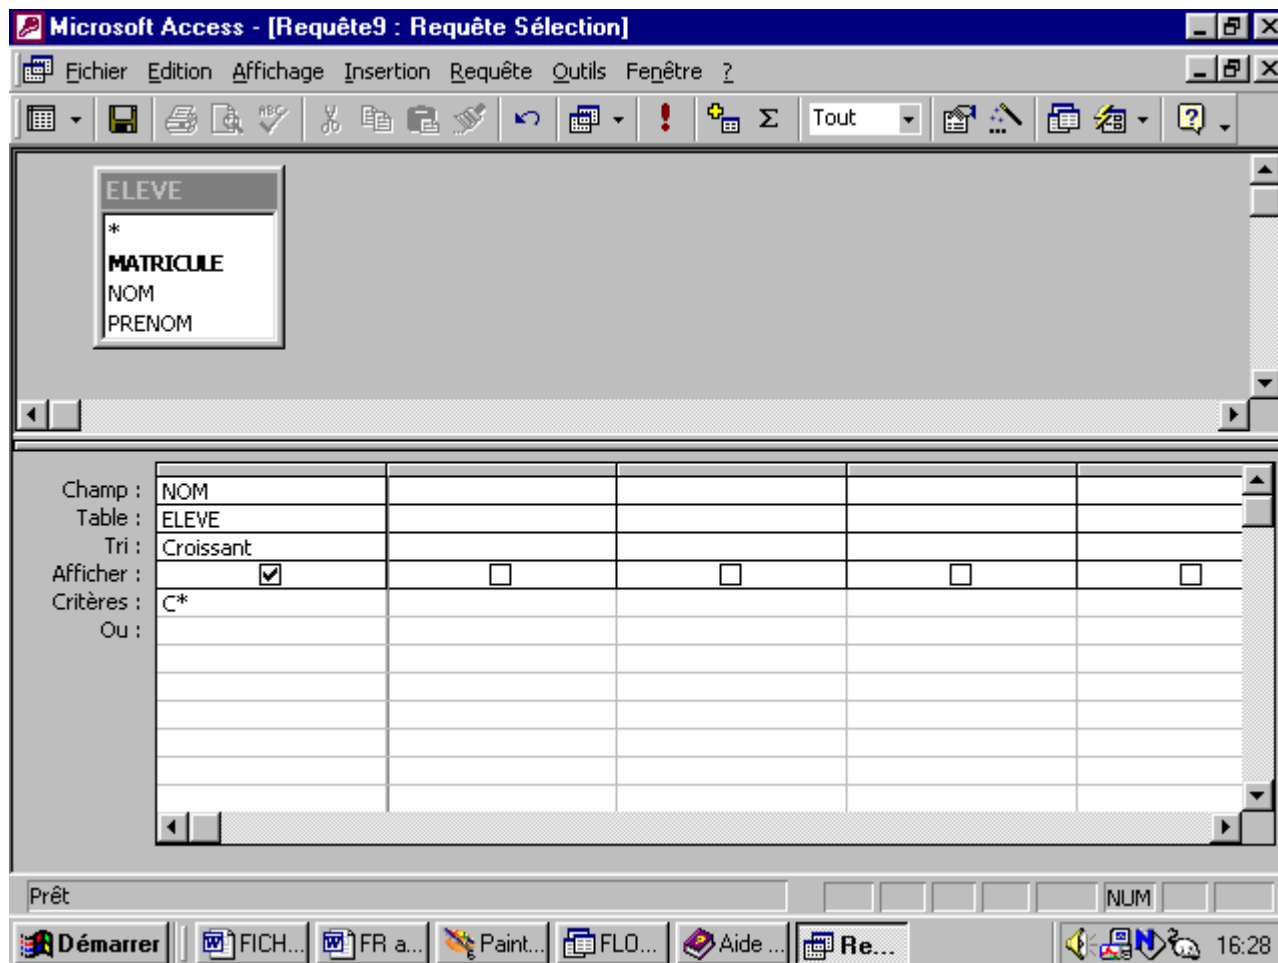 Microsoft Access - [Requête9 : Requête Sélection]
Fichier Edition Affichage Insertion Requête Outils Fenêtre ?
ABC Σ Tout
ELEVE
*
MATRICULE
NOM
PRENOM
Champ : NOM
Table : ELEVE
Tri : Croissant
Afficher :
Critères : C*
Ou :
Prêt NUM
Démarrer FICH... FR a... Paint... FLO... Aide ... Re... 16:28